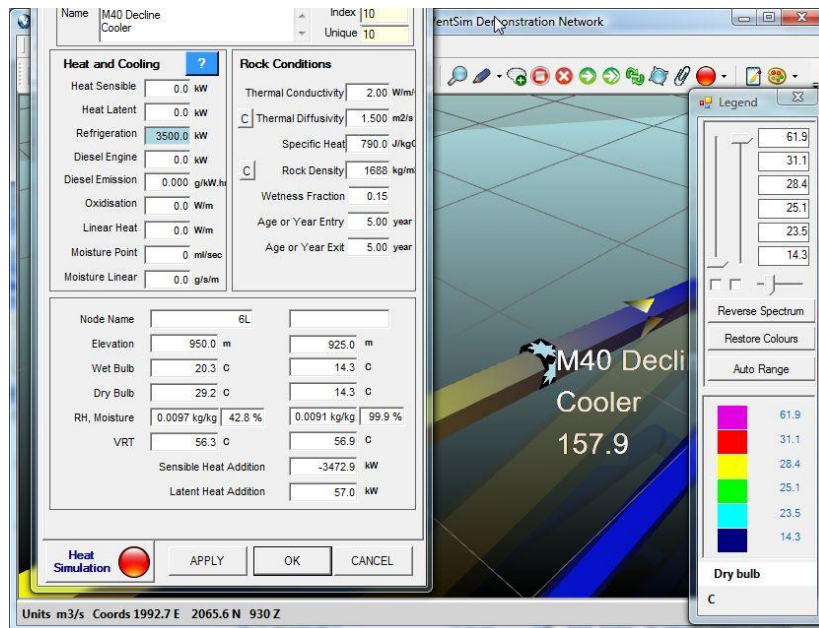 Name M40 Decline
Cooler
Index 10
Unique 10
VentSim Demonstration Network
Heat and Cooling ?
Heat Sensible 0.0 kW
Heat Latent 0.0 kW
Refrigeration 3500.0 kW
Diesel Engine 0.0 kW
Diesel Emission 0.000 g/kW.hr
Oxidisation 0.0 W/m
Linear Heat 0.0 W/m
Moisture Point 0 ml/sec
Moisture Linear 0.0 g/s/m
Rock Conditions
Thermal Conductivity 2.00 W/m/
C Thermal Diffusivity 1.500 m2/s
Specific Heat 790.0 J/kgC
C Rock Density 1688 kg/m
Wetness Fraction 0.15
Age or Year Entry 5.00 year
Age or Year Exit 5.00 year
Node Name 6L
Elevation 950.0 m 925.0 m
Wet Bulb 20.3 C 14.3 C
Dry Bulb 29.2 C 14.3 C
RH, Moisture 0.0097 kg/kg 42.8 % 0.0091 kg/kg 99.9 %
VRT 56.3 C 56.9 C
Sensible Heat Addition -3472.9 kW
Latent Heat Addition 57.0 kW
Heat
Simulation
APPLY OK CANCEL
M40 Decli
Cooler
157.9
Legend
61.9
31.1
28.4
25.1
23.5
14.3
Reverse Spectrum
Restore Colours
Auto Range
61.9
31.1
28.4
25.1
23.5
14.3
Dry bulb
C
Units m3/s Coords 1992.7 E 2065.6 N 930 Z